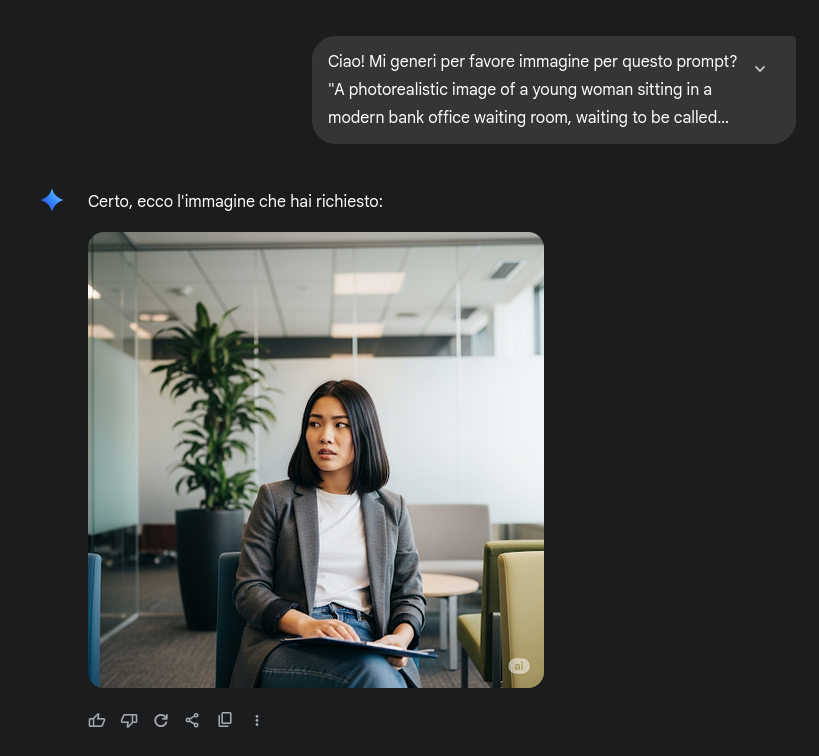 Ciao! Mi generi per favore immagine per questo prompt?
"A photorealistic image of a young woman sitting in a
modern bank office waiting room, waiting to be called...
Certo, ecco l'immagine che hai richiesto:
ai